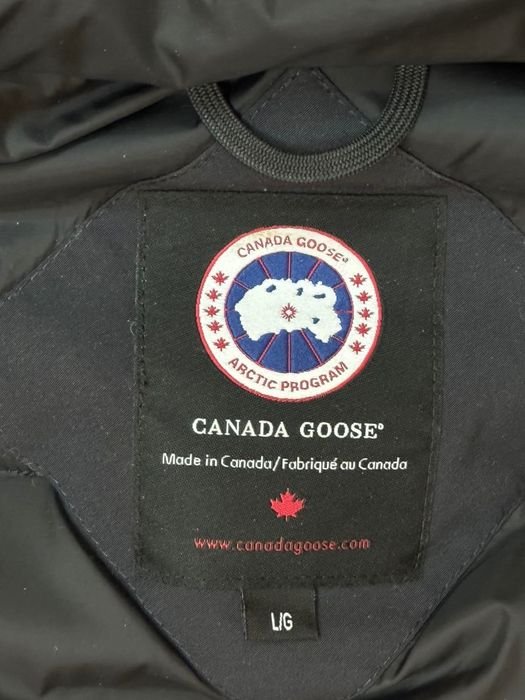 CANADA GOOSE®
ARCTIC PROGRAM
CANADA GOOSE®
Made in Canada/Fabriqué au Canada
www.canadagoose.com
L/G